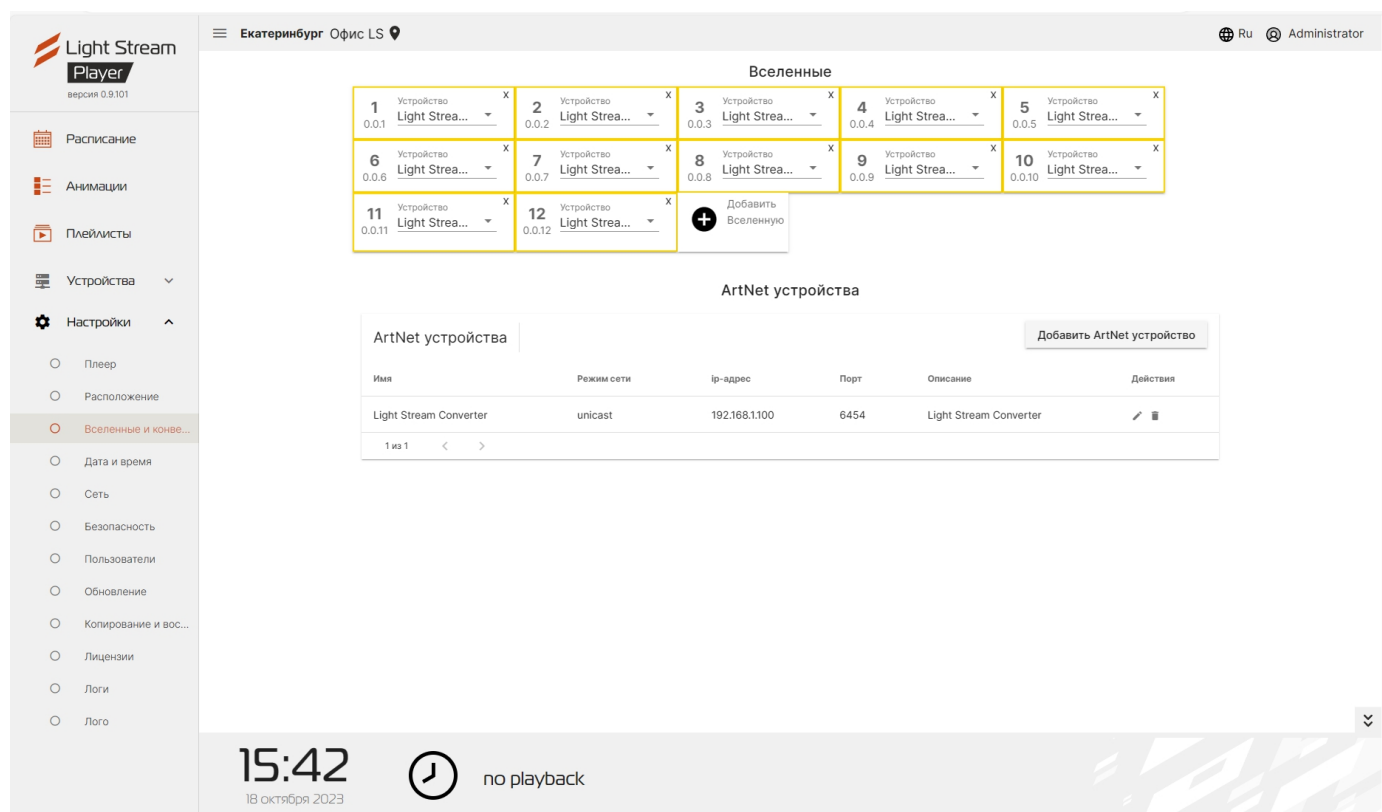 Light Stream
Player
версия 0.9.101
Расписание
Анимации
Плейлисты
Устройства
Настройки
Плеер
Расположение
Вселенные и конве...
Дата и время
Сеть
Безопасность
Пользователи
Обновление
Копирование и вос...
Лицензии
Логи
Лого
Екатеринбург Офис LS
Ru Administrator
Вселенные
1 0.0.1 Устройство Light Strea... X
2 0.0.2 Устройство Light Strea... X
3 0.0.3 Устройство Light Strea... X
4 0.0.4 Устройство Light Strea... X
5 0.0.5 Устройство Light Strea... X
6 0.0.6 Устройство Light Strea... X
7 0.0.7 Устройство Light Strea... X
8 0.0.8 Устройство Light Strea... X
9 0.0.9 Устройство Light Strea... X
10 0.0.10 Устройство Light Strea... X
11 0.0.11 Устройство Light Strea... X
12 0.0.12 Устройство Light Strea... X
Добавить
Вселенную
ArtNet устройства
ArtNet устройства
Добавить ArtNet устройство
Имя Режим сети ip-адрес Порт Описание Действия
Light Stream Converter unicast 192.168.1.100 6454 Light Stream Converter
1 из 1
15:42
18 октября 2023
no playback